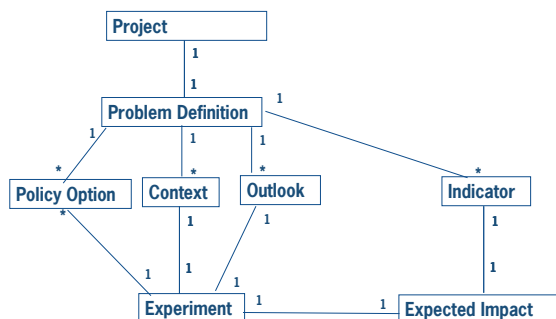 Project
1
1
Problem Definition
1
1
1
1
*
*
*
*
Policy Option
Context
Outlook
Indicator
*
1
1
1
1
1
1
1
Experiment
1
1
Expected Impact